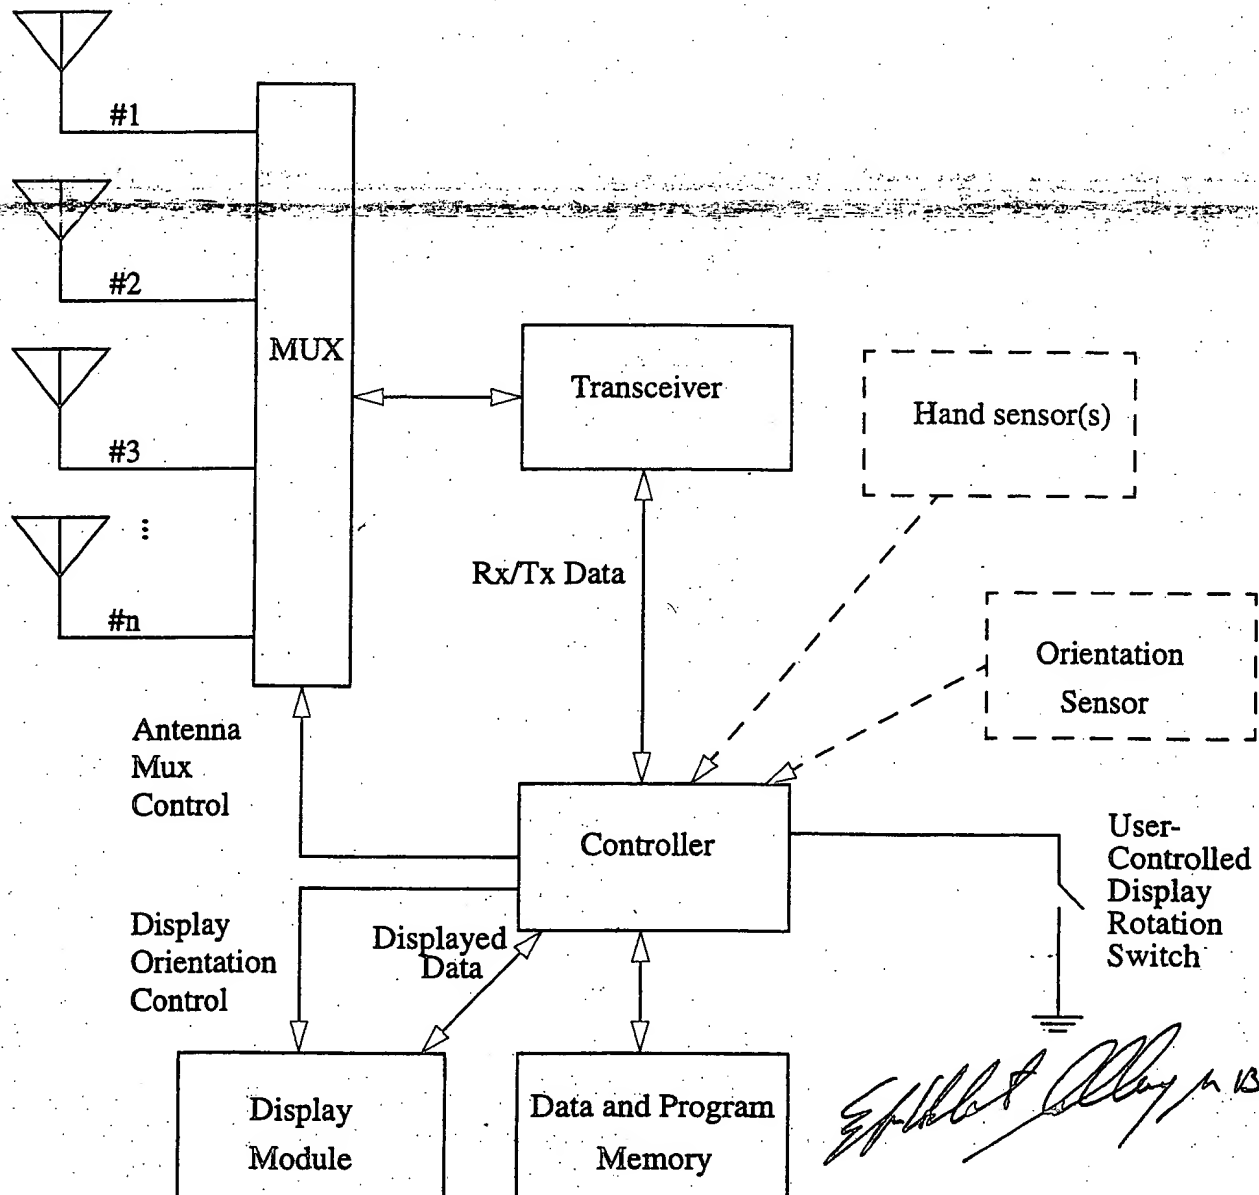 #1
#2
MUX
#3
...
#n
Transceiver
Hand sensor(s)
Rx/Tx Data
Orientation
Sensor
Antenna
Mux
Control
Controller
User-
Controlled
Display
Rotation
Switch
Display
Orientation
Control
Displayed
Data
Display
Module
Data and Program
Memory